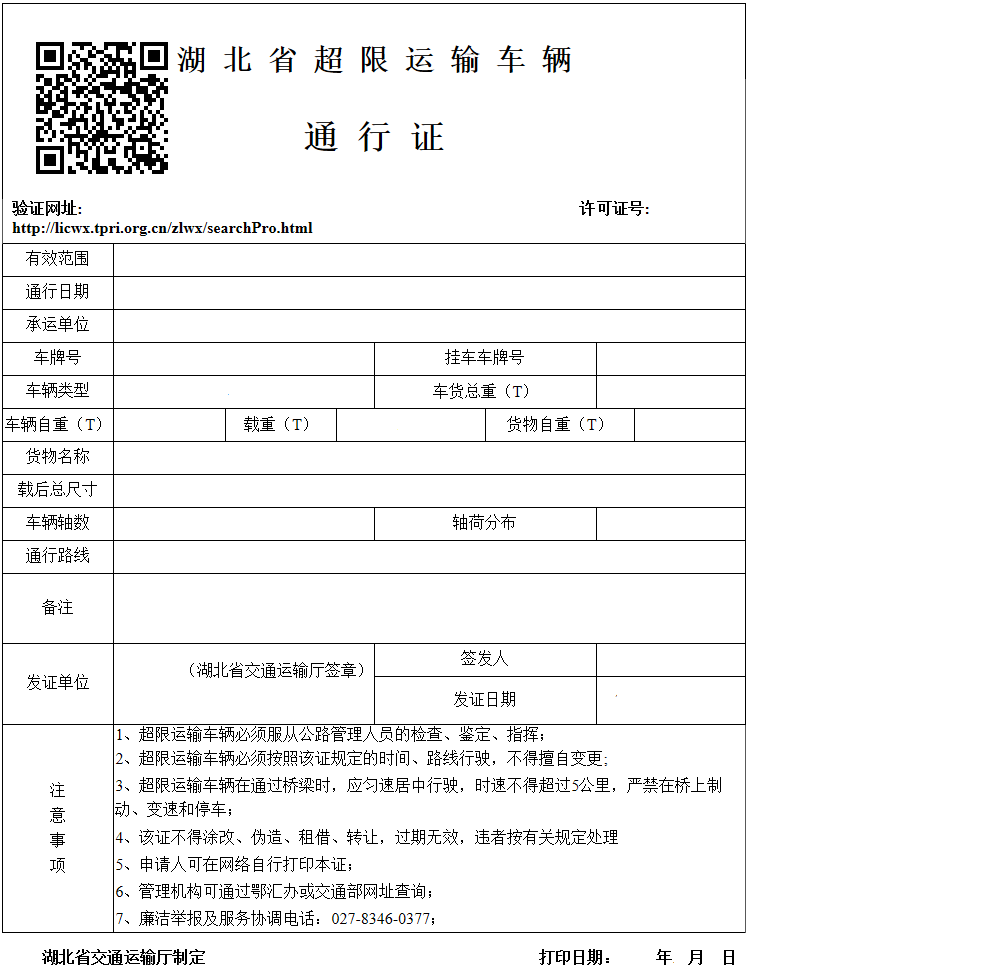 湖北省超限运输车辆
通行证
验证网址:
许可证号:
http://licwx.tpri.org.cn/zlwx/searchPro.html
有效范围
通行日期
承运单位
车牌号 挂车车牌号
车辆类型 车货总重（T）
车辆自重（T） 载重（T） 货物自重（T）
货物名称
载后总尺寸
车辆轴数 轴荷分布
通行路线
备注
发证单位 （湖北省交通运输厅签章） 签发人
发证日期
注
意
事
项
1、超限运输车辆必须服从公路管理人员的检查、鉴定、指挥；
2、超限运输车辆必须按照该证规定的时间、路线行驶，不得擅自变更;
3、超限运输车辆在通过桥梁时，应匀速居中行驶，时速不得超过5公里，严禁在桥上制
动、变速和停车；
4、该证不得涂改、伪造、租借、转让，过期无效，违者按有关规定处理
5、申请人可在网络自行打印本证；
6、管理机构可通过鄂汇办或交通部网址查询；
7、廉洁举报及服务协调电话：027-8346-0377；
湖北省交通运输厅制定 打印日期： 年 月 日